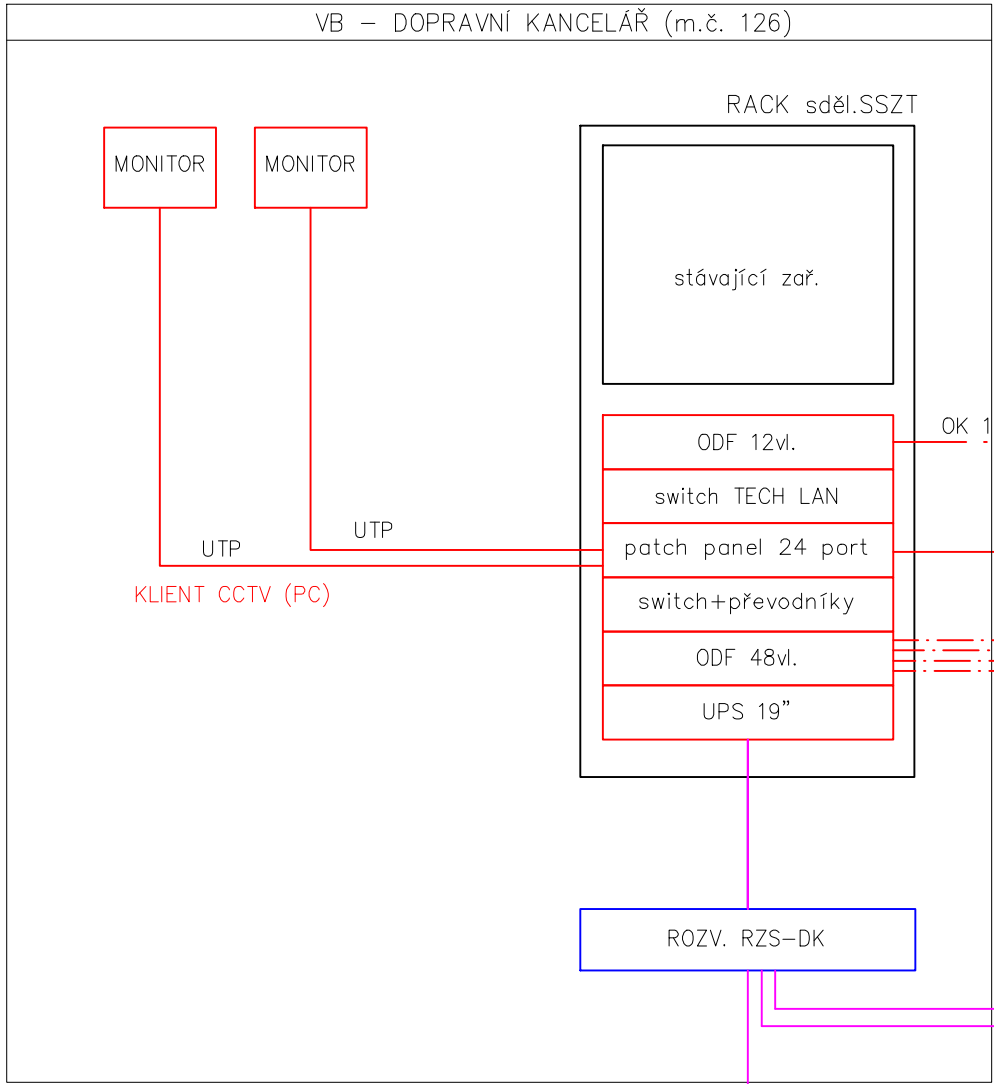 VB – DOPRAVNÍ KANCELÁŘ (m.č. 126)
RACK sděl.SSZT
MONITOR
MONITOR
stávající zař.
OK 1
ODF 12vl.
switch TECH LAN
UTP
UTP
patch panel 24 port
KLIENT CCTV (PC)
switch+převodníky
ODF 48vl.
UPS 19”
ROZV. RZS–DK